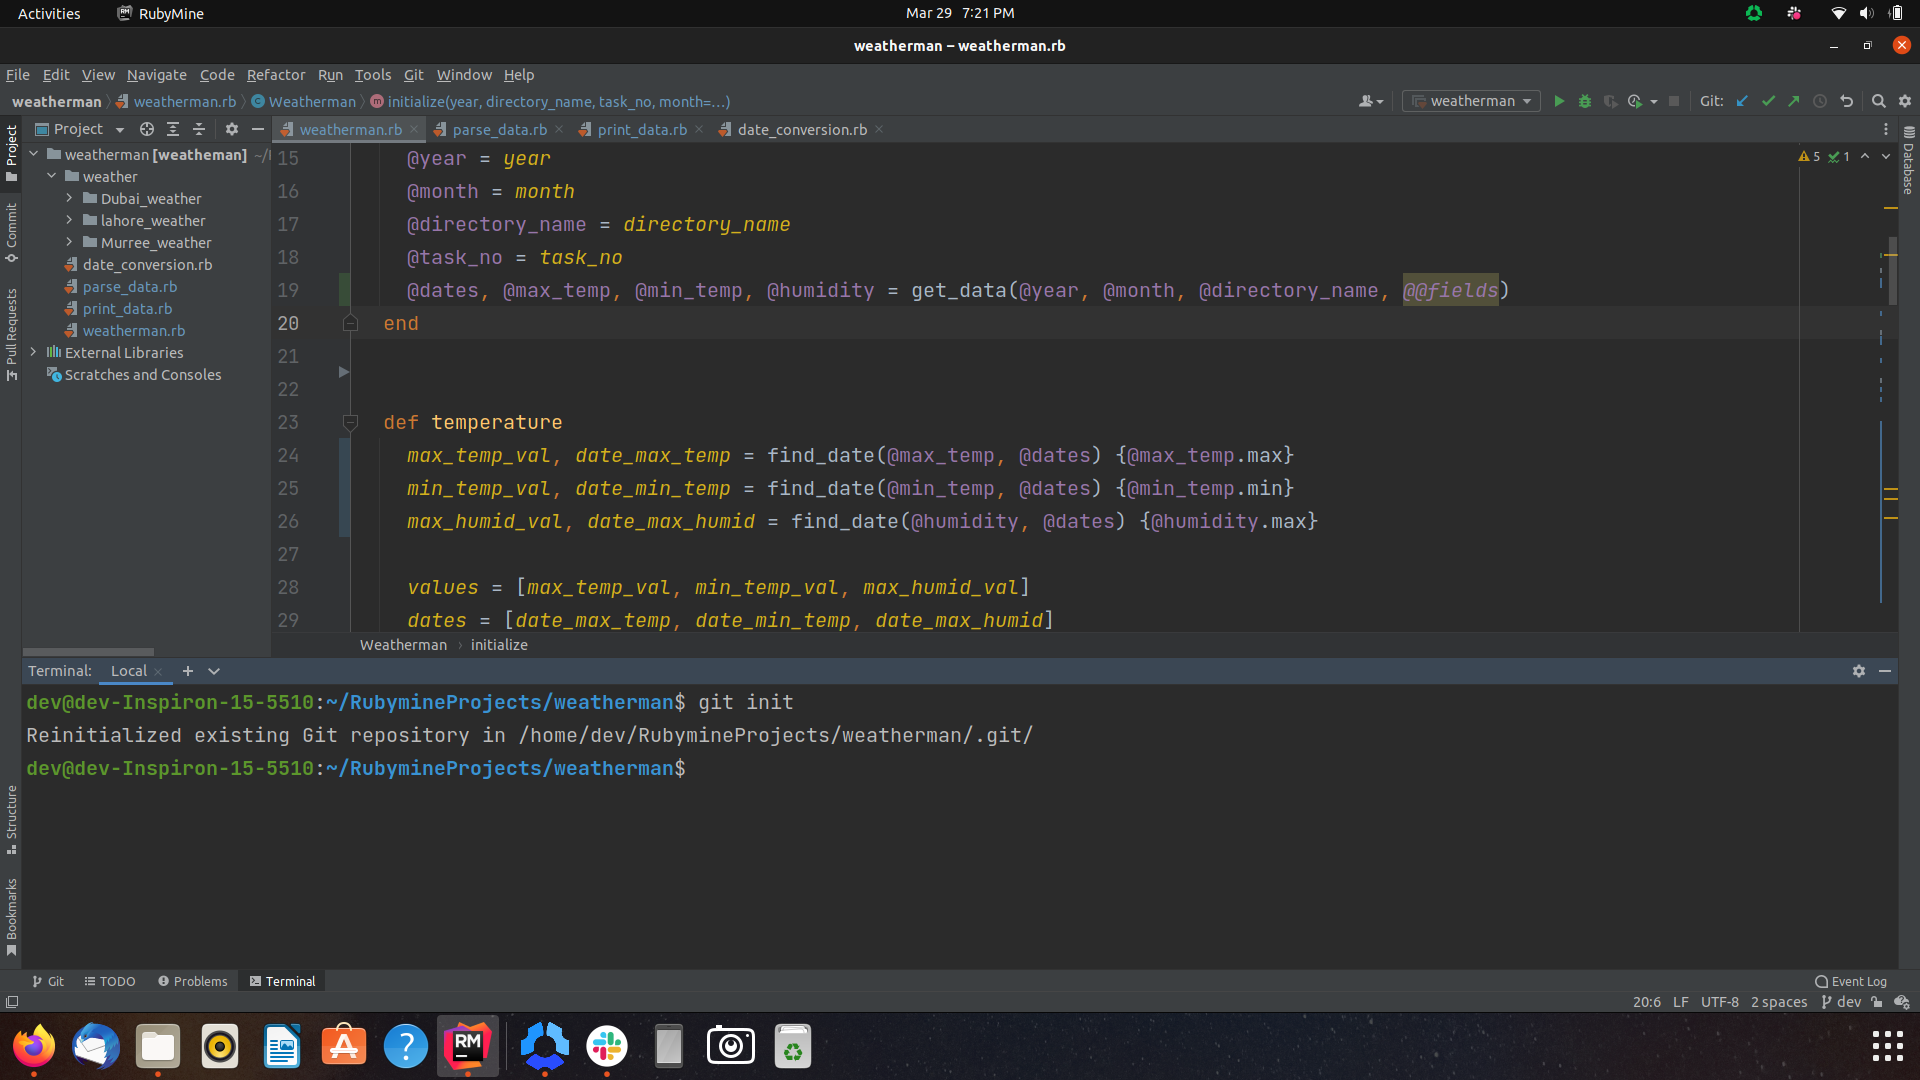 Activities RubyMine Mar 29 7:21 PM
weatherman – weatherman.rb
File Edit View Navigate Code Refactor Run Tools Git Window Help
weatherman weatherman.rb Weatherman initialize(year, directory_name, task_no, month=...) weatherman Git:
Project weatherman.rb parse_data.rb print_data.rb date_conversion.rb
weatherman [weatheman] ~/
weather
Dubai_weather
lahore_weather
Murree_weather
date_conversion.rb
parse_data.rb
print_data.rb
weatherman.rb
External Libraries
Scratches and Consoles
5 1
15 @year = year
16 @month = month
17 @directory_name = directory_name
18 @task_no = task_no
19 @dates, @max_temp, @min_temp, @humidity = get_data(@year, @month, @directory_name, @@fields)
20 end
21
22
23 def temperature
24 max_temp_val, date_max_temp = find_date(@max_temp, @dates) {@max_temp.max}
25 min_temp_val, date_min_temp = find_date(@min_temp, @dates) {@min_temp.min}
26 max_humid_val, date_max_humid = find_date(@humidity, @dates) {@humidity.max}
27
28 values = [max_temp_val, min_temp_val, max_humid_val]
29 dates = [date_max_temp, date_min_temp, date_max_humid]
Weatherman › initialize
Project
Commit
Pull Requests
Structure
Bookmarks
Database
Terminal: Local
dev@dev-Inspiron-15-5510:~/RubymineProjects/weatherman$ git init
Reinitialized existing Git repository in /home/dev/RubymineProjects/weatherman/.git/
dev@dev-Inspiron-15-5510:~/RubymineProjects/weatherman$
Git TODO Problems Terminal Event Log
20:6 LF UTF-8 2 spaces dev
RM